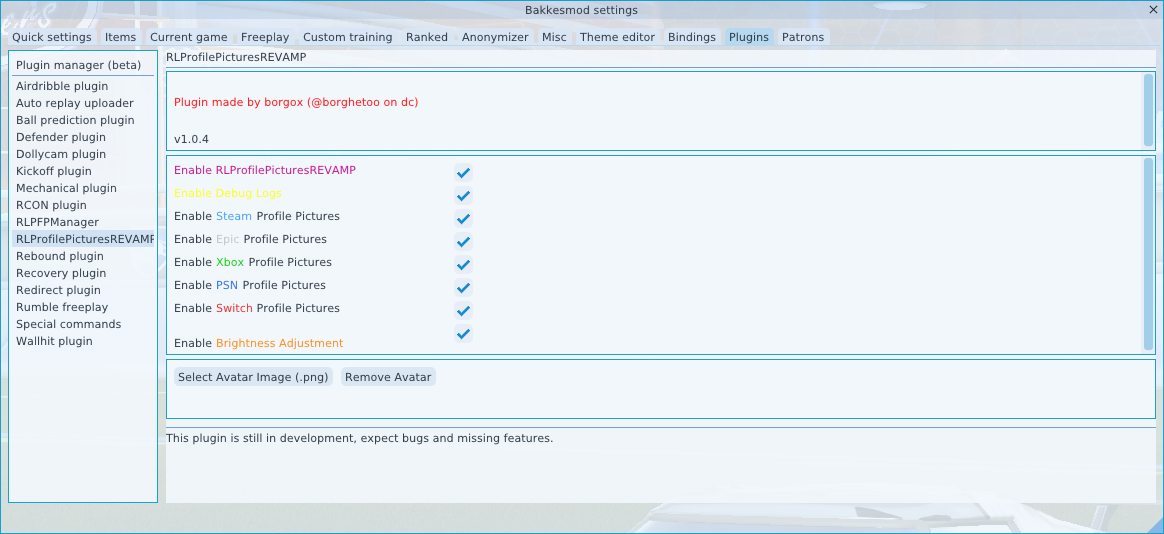 Bakkesmod settings
Quick settings Items Current game Freeplay Custom training Ranked Anonymizer Misc Theme editor Bindings Plugins Patrons
Plugin manager (beta)
Airdribble plugin
Auto replay uploader
Ball prediction plugin
Defender plugin
Dollycam plugin
Kickoff plugin
Mechanical plugin
RCON plugin
RLPFPManager
RLProfilePicturesREVAMP
Rebound plugin
Recovery plugin
Redirect plugin
Rumble freeplay
Special commands
Wallhit plugin
RLProfilePicturesREVAMP
Plugin made by borgox (@borghetoo on dc)
v1.0.4
Enable RLProfilePicturesREVAMP
Enable Debug Logs
Enable Steam Profile Pictures
Enable Epic Profile Pictures
Enable Xbox Profile Pictures
Enable PSN Profile Pictures
Enable Switch Profile Pictures
Enable Brightness Adjustment
Select Avatar Image (.png) Remove Avatar
This plugin is still in development, expect bugs and missing features.